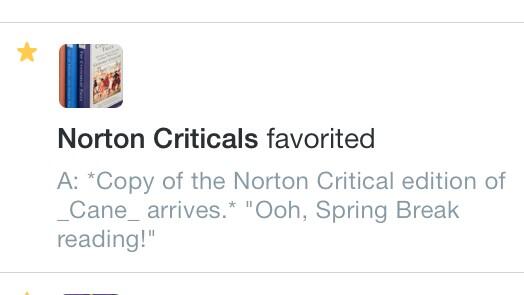 Norton Criticals favorited
A: *Copy of the Norton Critical edition of
_Cane_ arrives.* "Ooh, Spring Break
reading!"